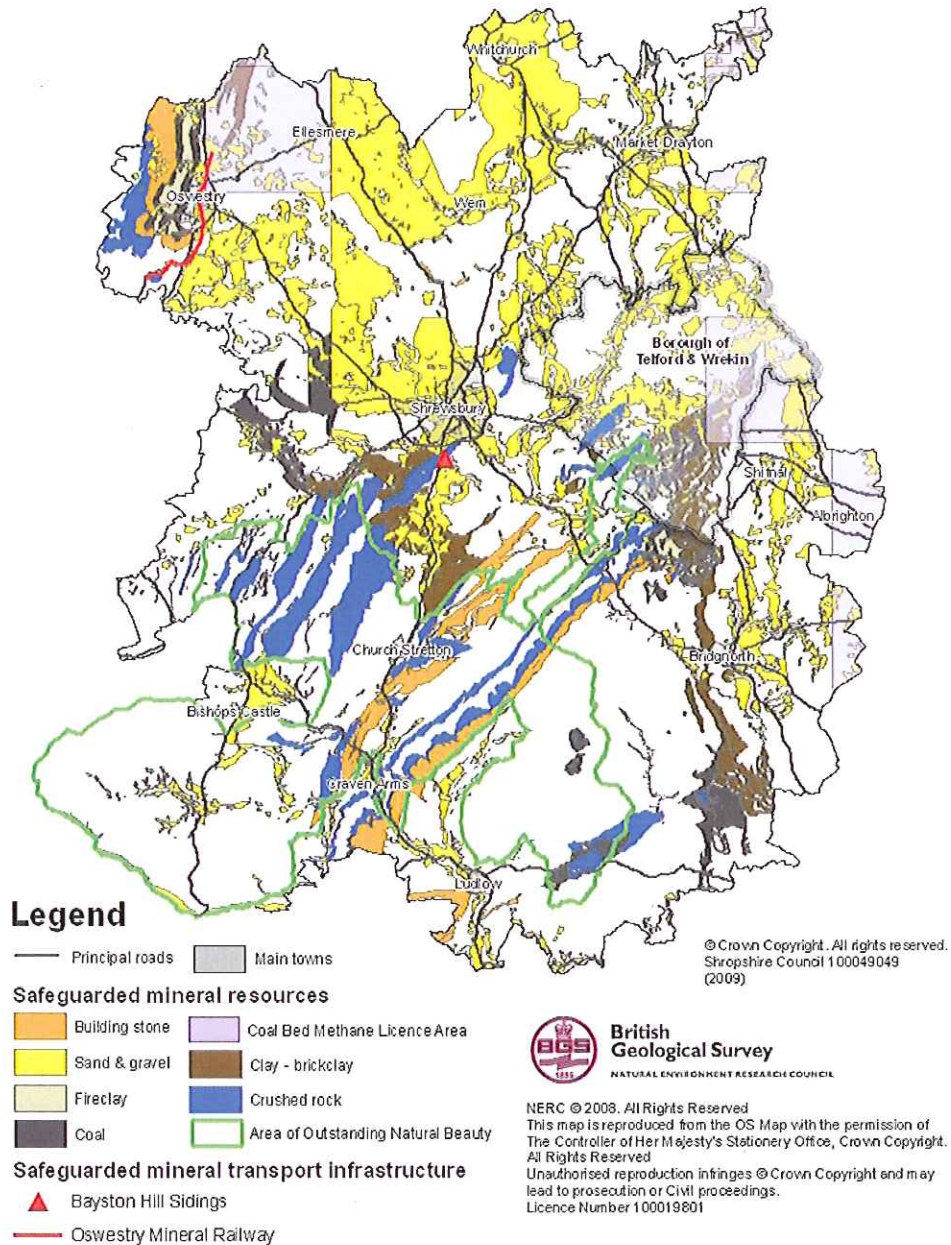 Whitchurch
Ellesmere
Market Drayton
Oswestry
Wem
Borough of
Telford & Wrekin
Shrewsbury
Shifnal
Albrighton
Church Stretton
Bridgnorth
Bishops Castle
Craven Arms
Ludlow
Legend
Principal roads
Main towns
Safeguarded mineral resources
Building stone
Coal Bed Methane Licence Area
Sand & gravel
Clay - brickclay
Fireclay
Crushed rock
Coal
Area of Outstanding Natural Beauty
Safeguarded mineral transport infrastructure
Bayston Hill Sidings
Oswestry Mineral Railway
© Crown Copyright. All rights reserved.
Shropshire Council 100049049
(2009)
BGS
1835
British
Geological Survey
NATURAL ENVIRONMENT RESEARCH COUNCIL
NERC © 2008. All Rights Reserved
This map is reproduced from the OS Map with the permission of
The Controller of Her Majesty's Stationery Office, Crown Copyright.
All Rights Reserved
Unauthorised reproduction infringes © Crown Copyright and may
lead to prosecution or Civil proceedings.
Licence Number 100019801